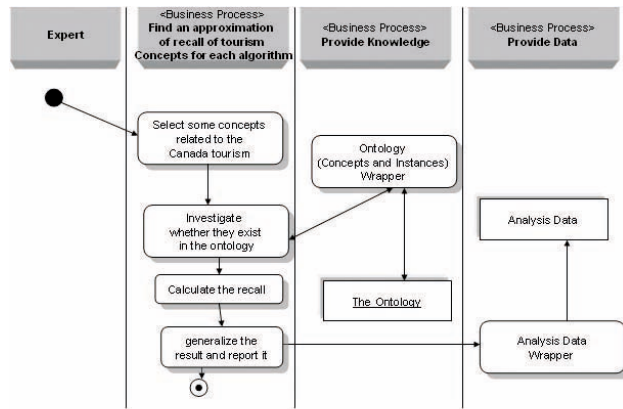 Expert
<Business Process>
Find an approximation
of recall of tourism
Concepts for each algorithm
<Business Process>
Provide Knowledge
<Business Process>
Provide Data
Select some concepts
related to the
Canada tourism
Ontology
(Concepts and Instances)
Wrapper
Investigate
whether they exist
in the ontology
Analysis Data
Calculate the recall
The Ontology
generalize the
result and report it
Analysis Data
Wrapper